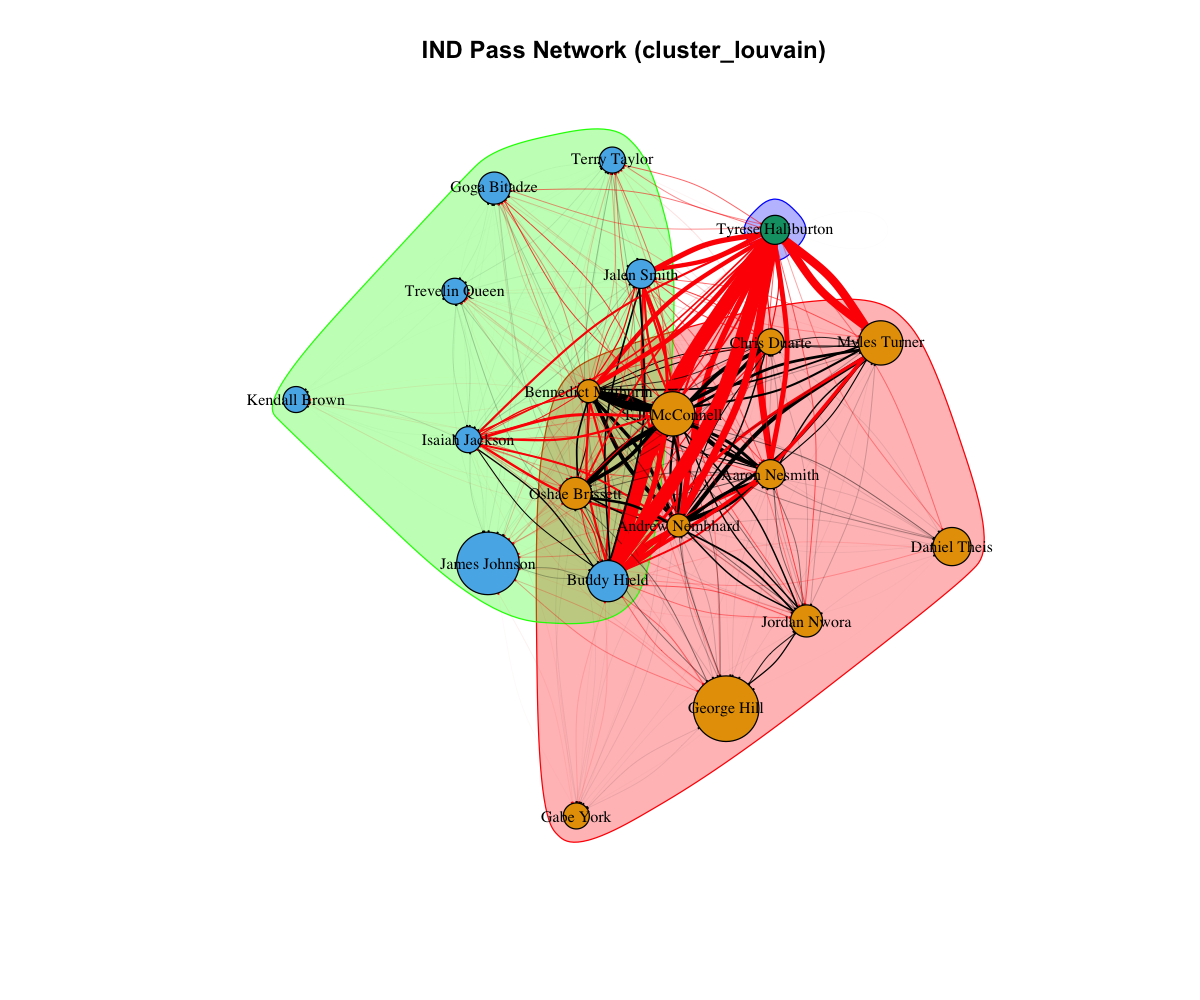 IND Pass Network (cluster_louvain)
Terry Taylor
Goga Bitadze
Tyrese Haliburton
Jalen Smith
Trevelin Queen
Chris Duarte
Myles Turner
Bennedict Mathurin
Kendall Brown
T.J. McConnell
Isaiah Jackson
Aaron Nesmith
Oshae Brissett
Andrew Nembhard
Daniel Theis
James Johnson
Buddy Hield
Jordan Nwora
George Hill
Gabe York